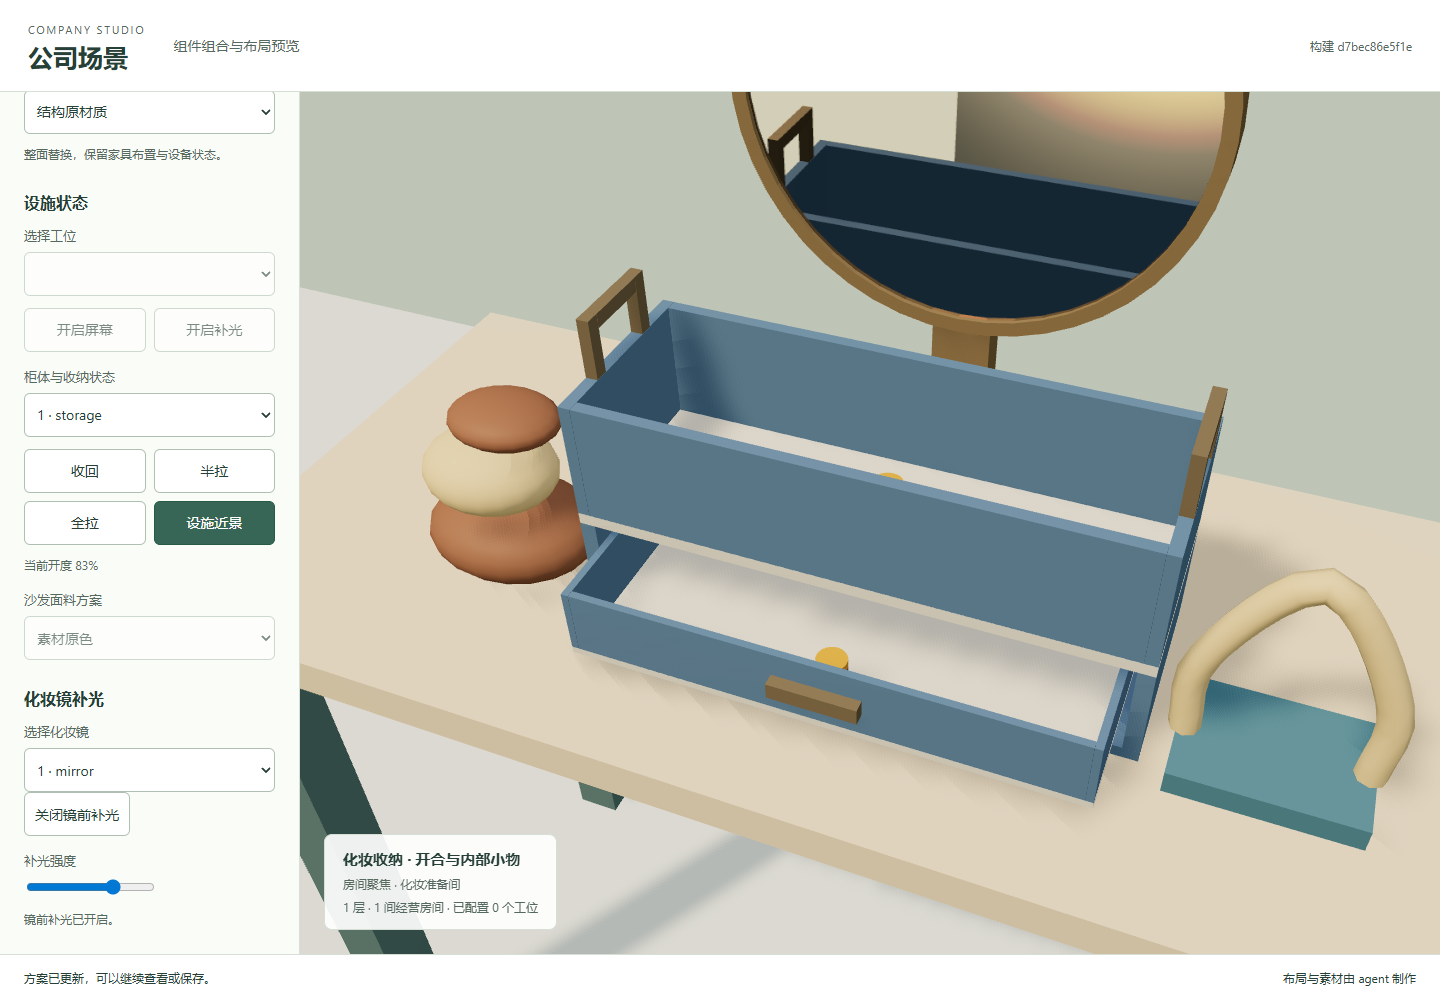 COMPANY STUDIO
公司场景
组件组合与布局预览
构建 d7bec86e5f1e
结构原材质
整面替换，保留家具布置与设备状态。
设施状态
选择工位
开启屏幕
开启补光
柜体与收纳状态
1 · storage
收回
半拉
全拉
设施近景
当前开度 83%
沙发面料方案
素材原色
化妆镜补光
选择化妆镜
1 · mirror
关闭镜前补光
补光强度
镜前补光已开启。
化妆收纳 · 开合与内部小物
房间聚焦 · 化妆准备间
1 层 · 1 间经营房间 · 已配置 0 个工位
方案已更新，可以继续查看或保存。
布局与素材由 agent 制作